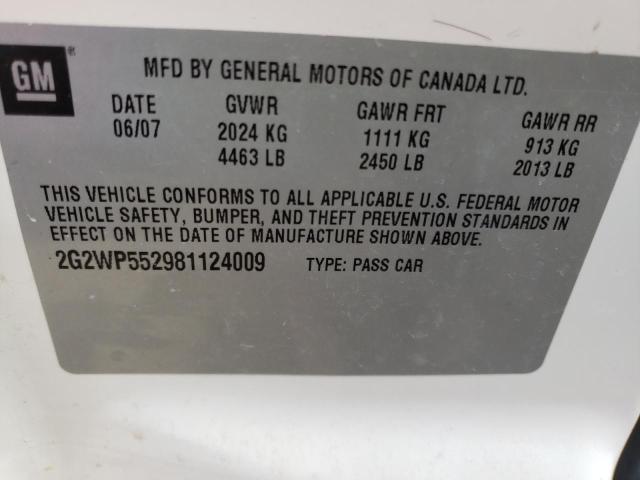 GM®
MFD BY GENERAL MOTORS OF CANADA LTD.
DATE GVWR GAWR FRT GAWR RR
06/07 2024 KG 1111 KG 913 KG
4463 LB 2450 LB 2013 LB
THIS VEHICLE CONFORMS TO ALL APPLICABLE U.S. FEDERAL MOTOR
VEHICLE SAFETY, BUMPER, AND THEFT PREVENTION STANDARDS IN
EFFECT ON THE DATE OF MANUFACTURE SHOWN ABOVE.
2G2WP552981124009 TYPE: PASS CAR